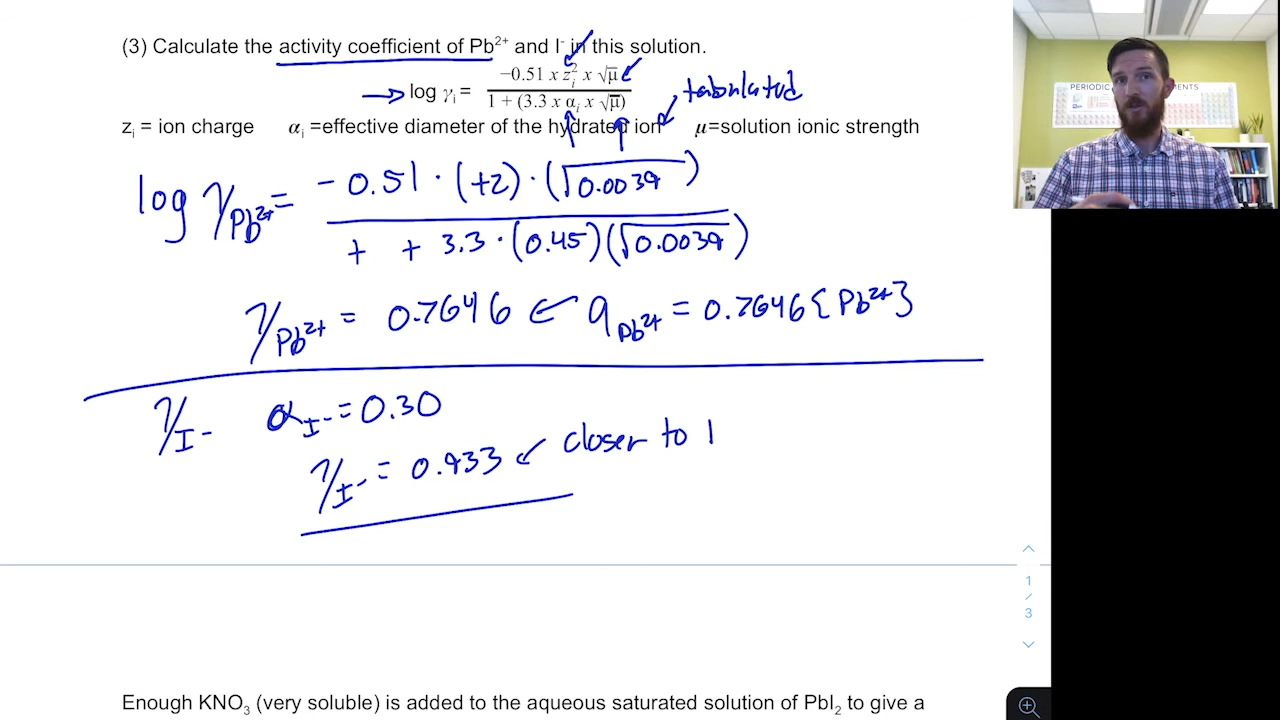 (3) Calculate the activity coefficient of Pb²⁺ and I⁻ in this solution.
log γᵢ = −0.51 x zᵢ² x √μ / 1 + (3.3 x αᵢ x √μ)
tabulated
zᵢ = ion charge αᵢ =effective diameter of the hydrated ion μ=solution ionic strength
log γPb²⁺ = − 0.51 · (+2) · (√0.0039) / 1 + 3.3 · (0.45)(√0.0039)
γPb²⁺ = 0.7646 ← aPb²⁺ = 0.7646{Pb²⁺}
γI⁻ αI⁻ = 0.30
γI⁻ = 0.933 ← closer to 1
PERIODIC
MENTS
1
/
3
Enough KNO₃ (very soluble) is added to the aqueous saturated solution of PbI₂ to give a